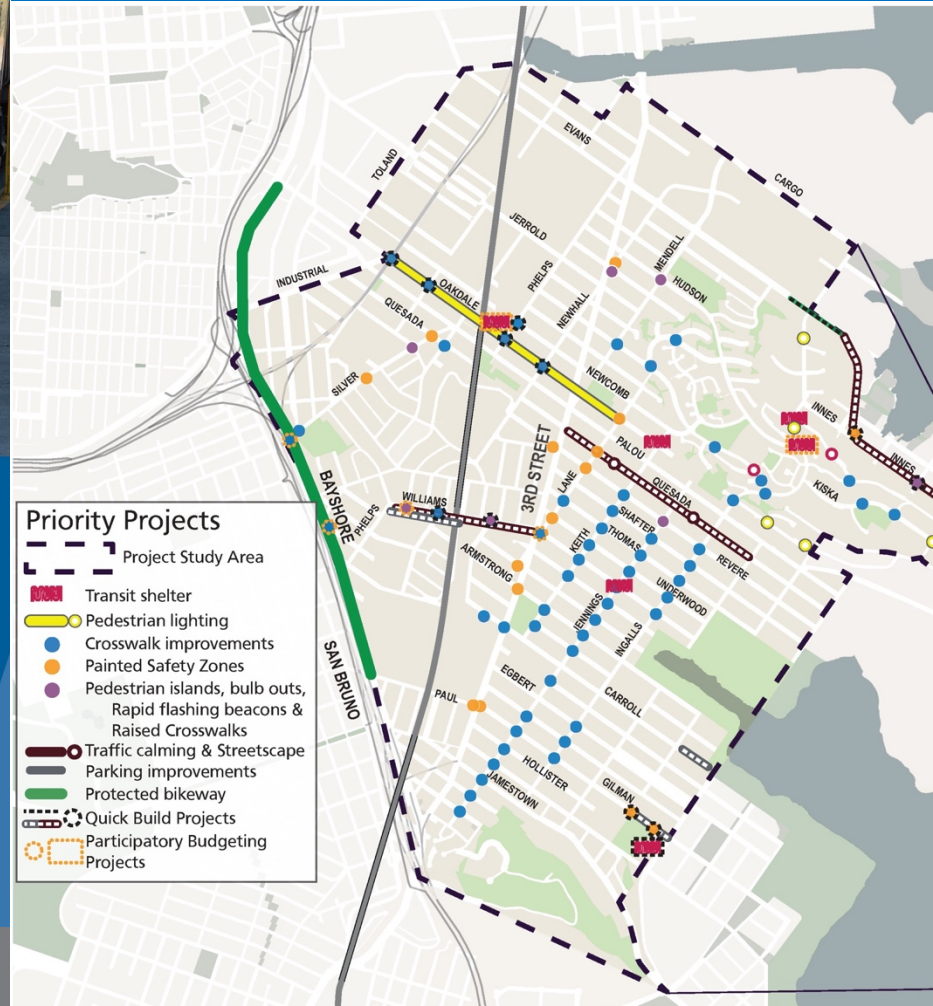 EVANS
TOLAND
CARGO
JERROLD
MENDELL
PHELPS
HUDSON
INDUSTRIAL
OAKDALE
NEWHALL
QUESADA
SILVER
NEWCOMB
INNES
3RD STREET
PALOU
INNES
LANE
QUESADA
KISKA
BAYSHORE
PHELPS
WILLIAMS
SHAFTER
KEITH
THOMAS
REVERE
ARMSTRONG
UNDERWOOD
JENNINGS
INGALLS
SAN BRUNO
EGBERT
CARROLL
PAUL
HOLLISTER
JAMESTOWN
GILMAN
Priority Projects
Project Study Area
Transit shelter
Pedestrian lighting
Crosswalk improvements
Painted Safety Zones
Pedestrian islands, bulb outs,
Rapid flashing beacons &
Raised Crosswalks
Traffic calming & Streetscape
Parking improvements
Protected bikeway
Quick Build Projects
Participatory Budgeting
Projects